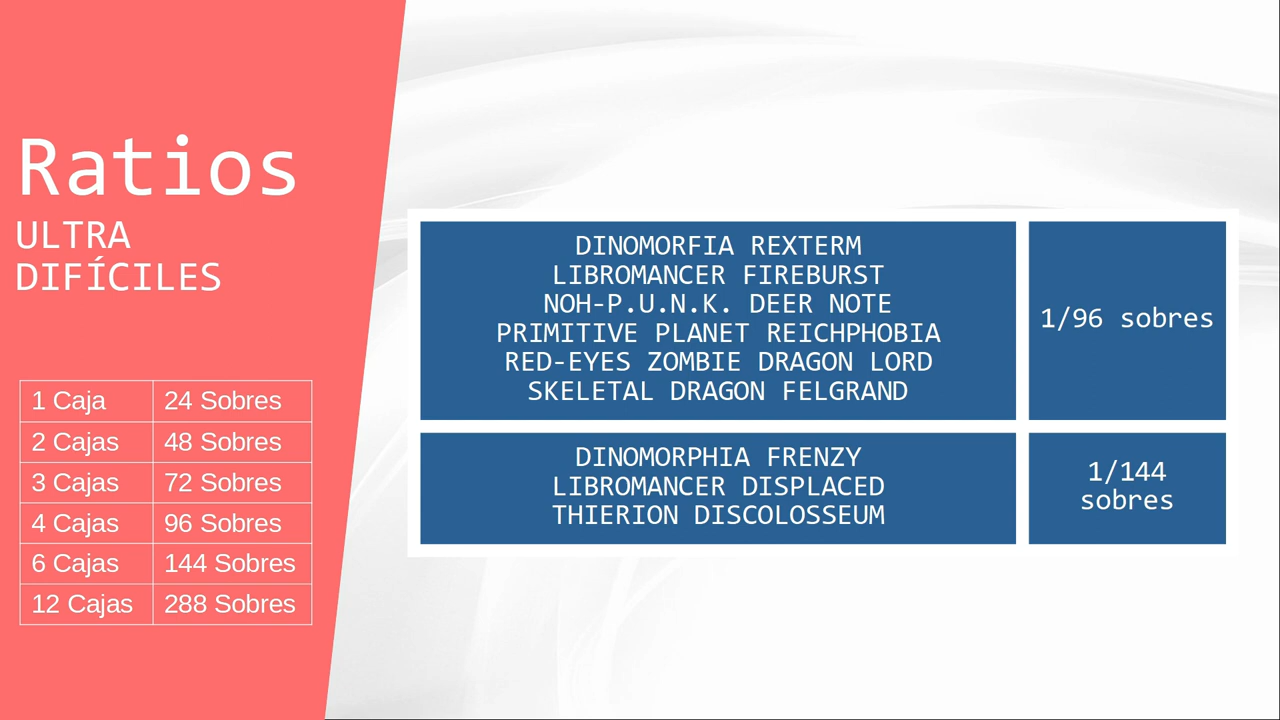 Ratios
ULTRA
DIFÍCILES
1 Caja 24 Sobres
2 Cajas 48 Sobres
3 Cajas 72 Sobres
4 Cajas 96 Sobres
6 Cajas 144 Sobres
12 Cajas 288 Sobres
DINOMORFIA REXTERM
LIBROMANCER FIREBURST
NOH-P.U.N.K. DEER NOTE
PRIMITIVE PLANET REICHPHOBIA
RED-EYES ZOMBIE DRAGON LORD
SKELETAL DRAGON FELGRAND
1/96 sobres
DINOMORPHIA FRENZY
LIBROMANCER DISPLACED
THIERION DISCOLOSSEUM
1/144
sobres